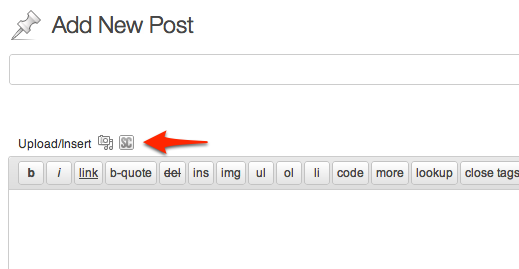 Add New Post
Upload/Insert SC
b i link b-quote del ins img ul ol li code more lookup close tags